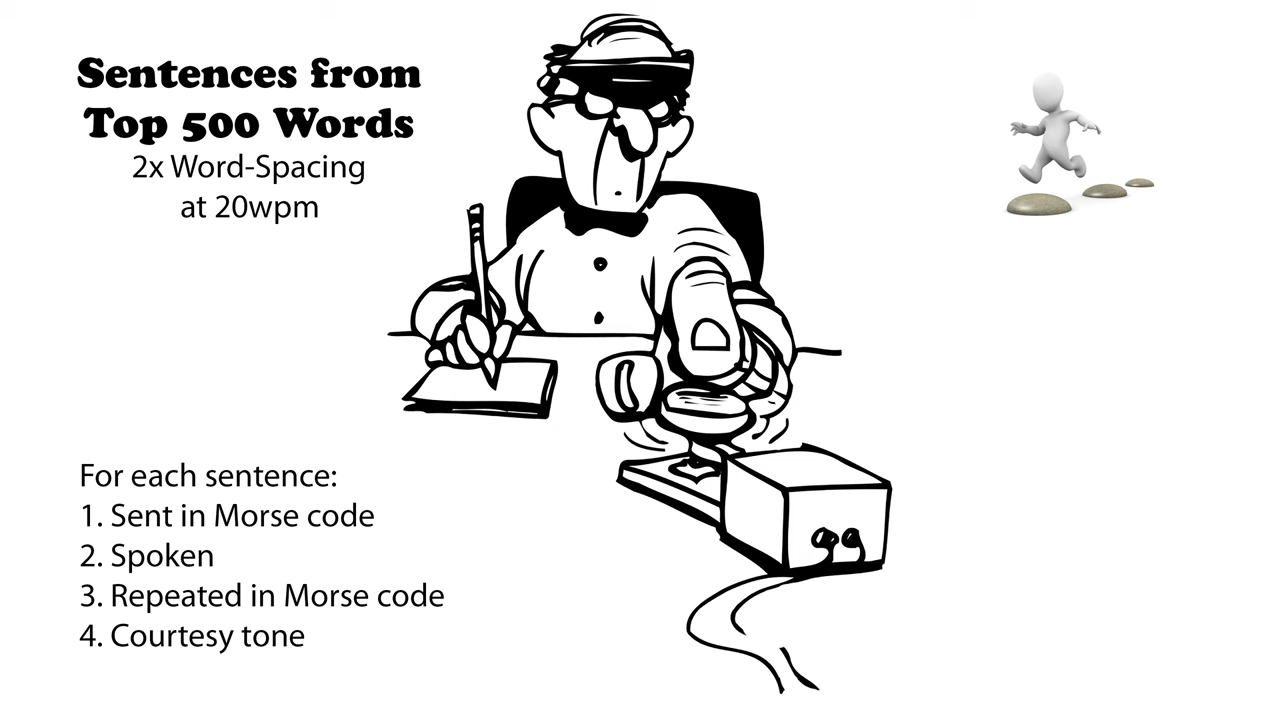 Sentences from
Top 500 Words
2x Word-Spacing
at 20wpm
For each sentence:
1. Sent in Morse code
2. Spoken
3. Repeated in Morse code
4. Courtesy tone